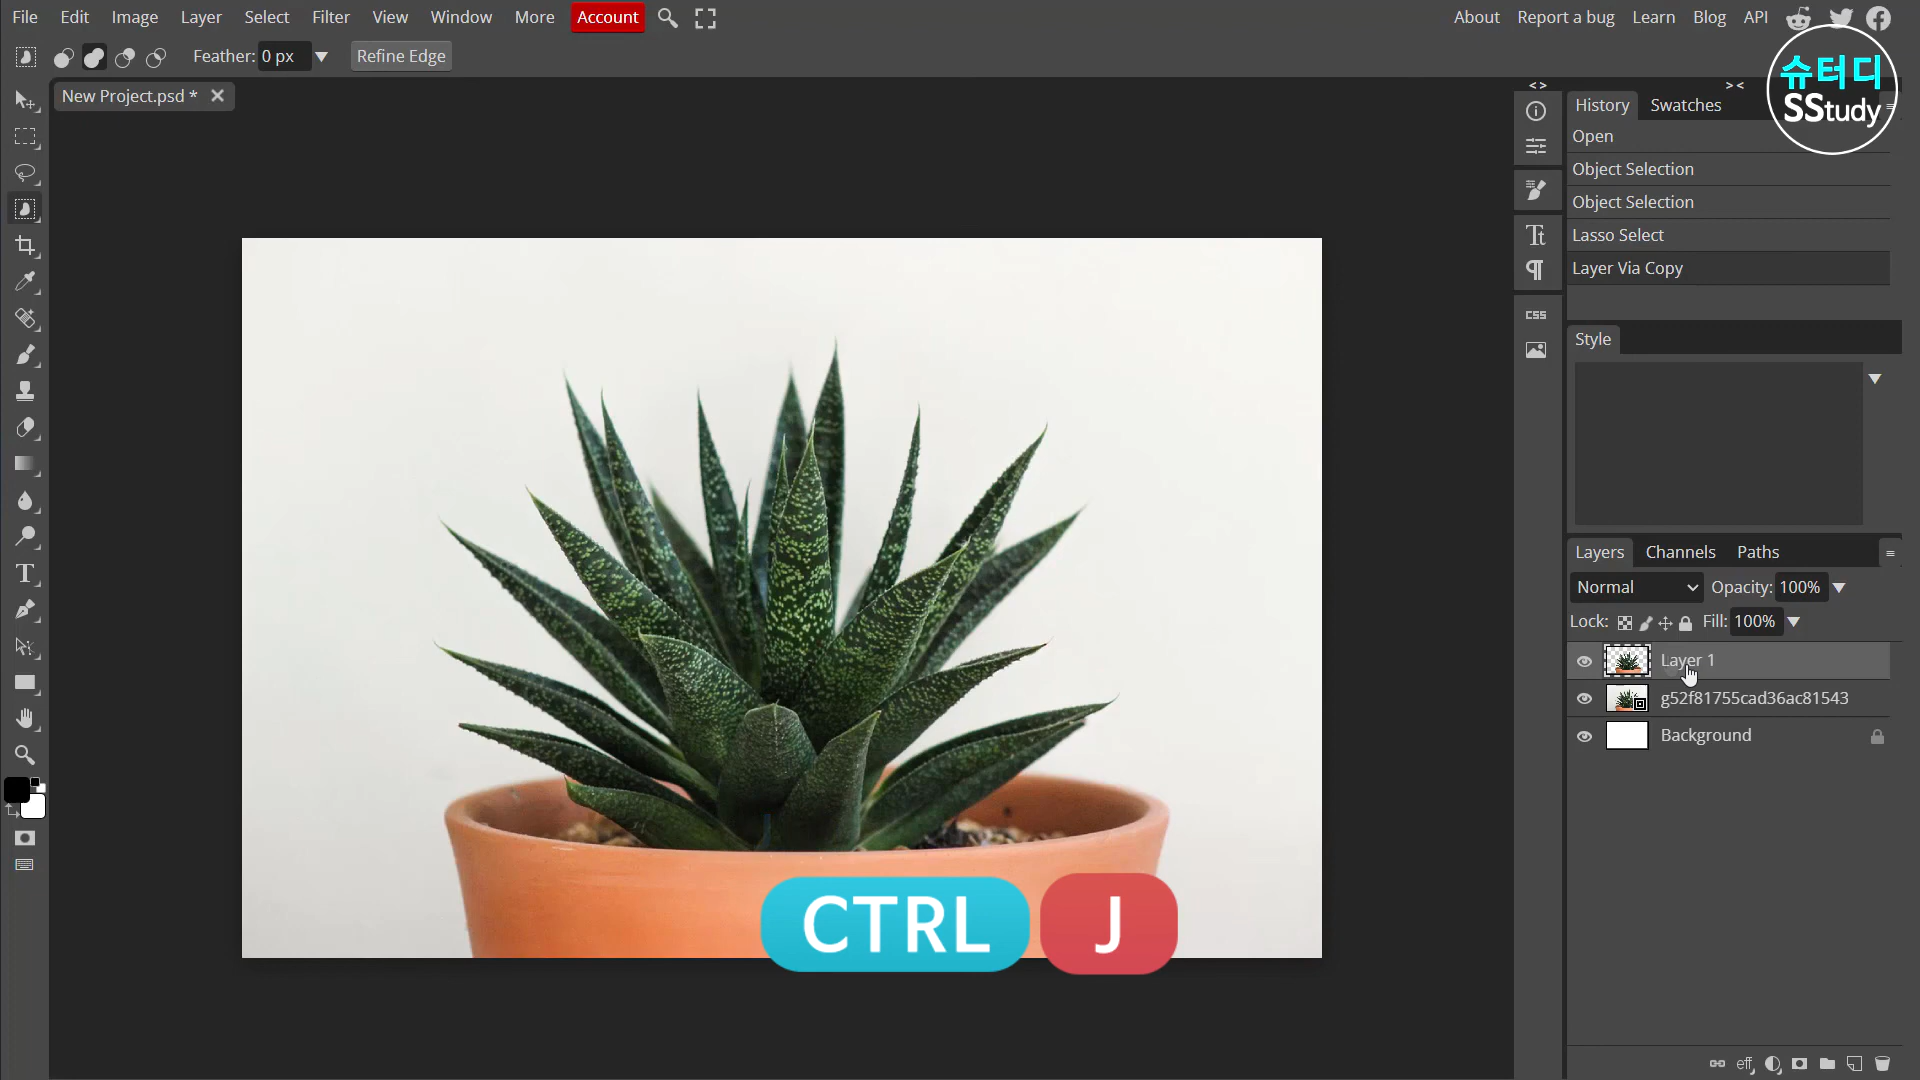 File Edit Image Layer Select Filter View Window More Account
About Report a bug Learn Blog API
Feather: 0 px Refine Edge
슈터디
SStudy
New Project.psd *
< >
> <
History Swatches
Open
Object Selection
Object Selection
Lasso Select
Layer Via Copy
CSS
Style
Layers Channels Paths
Normal Opacity: 100%
Lock: Fill: 100%
Layer 1
g52f81755cad36ac81543
Background
CTRL J
eff